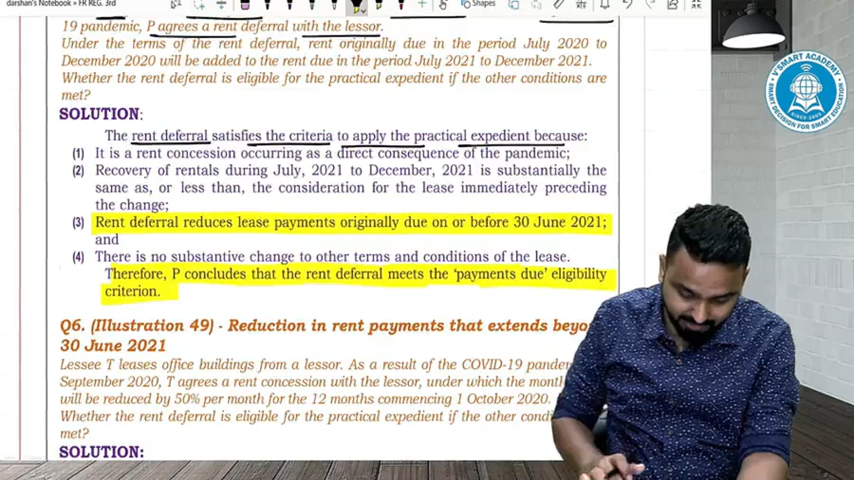 darshan's Notebook » FR REG. 3rd
Shapes
19 pandemic, P agrees a rent deferral with the lessor.
Under the terms of the rent deferral, rent originally due in the period July 2020 to
December 2020 will be added to the rent due in the period July 2021 to December 2021.
Whether the rent deferral is eligible for the practical expedient if the other conditions are
met?
SOLUTION:
The rent deferral satisfies the criteria to apply the practical expedient because:
(1) It is a rent concession occurring as a direct consequence of the pandemic;
(2) Recovery of rentals during July, 2021 to December, 2021 is substantially the
same as, or less than, the consideration for the lease immediately preceding
the change;
(3) Rent deferral reduces lease payments originally due on or before 30 June 2021;
and
(4) There is no substantive change to other terms and conditions of the lease.
Therefore, P concludes that the rent deferral meets the 'payments due' eligibility
criterion.
Q6. (Illustration 49) - Reduction in rent payments that extends beyo
30 June 2021
Lessee T leases office buildings from a lessor. As a result of the COVID-19 pandem
September 2020, T agrees a rent concession with the lessor, under which the mont
will be reduced by 50% per month for the 12 months commencing 1 October 2020.
Whether the rent deferral is eligible for the practical expedient if the other cond
met?
SOLUTION:
V'SMART ACADEMY
SINCE-2003
SMART DECISION FOR SMART EDUCATION